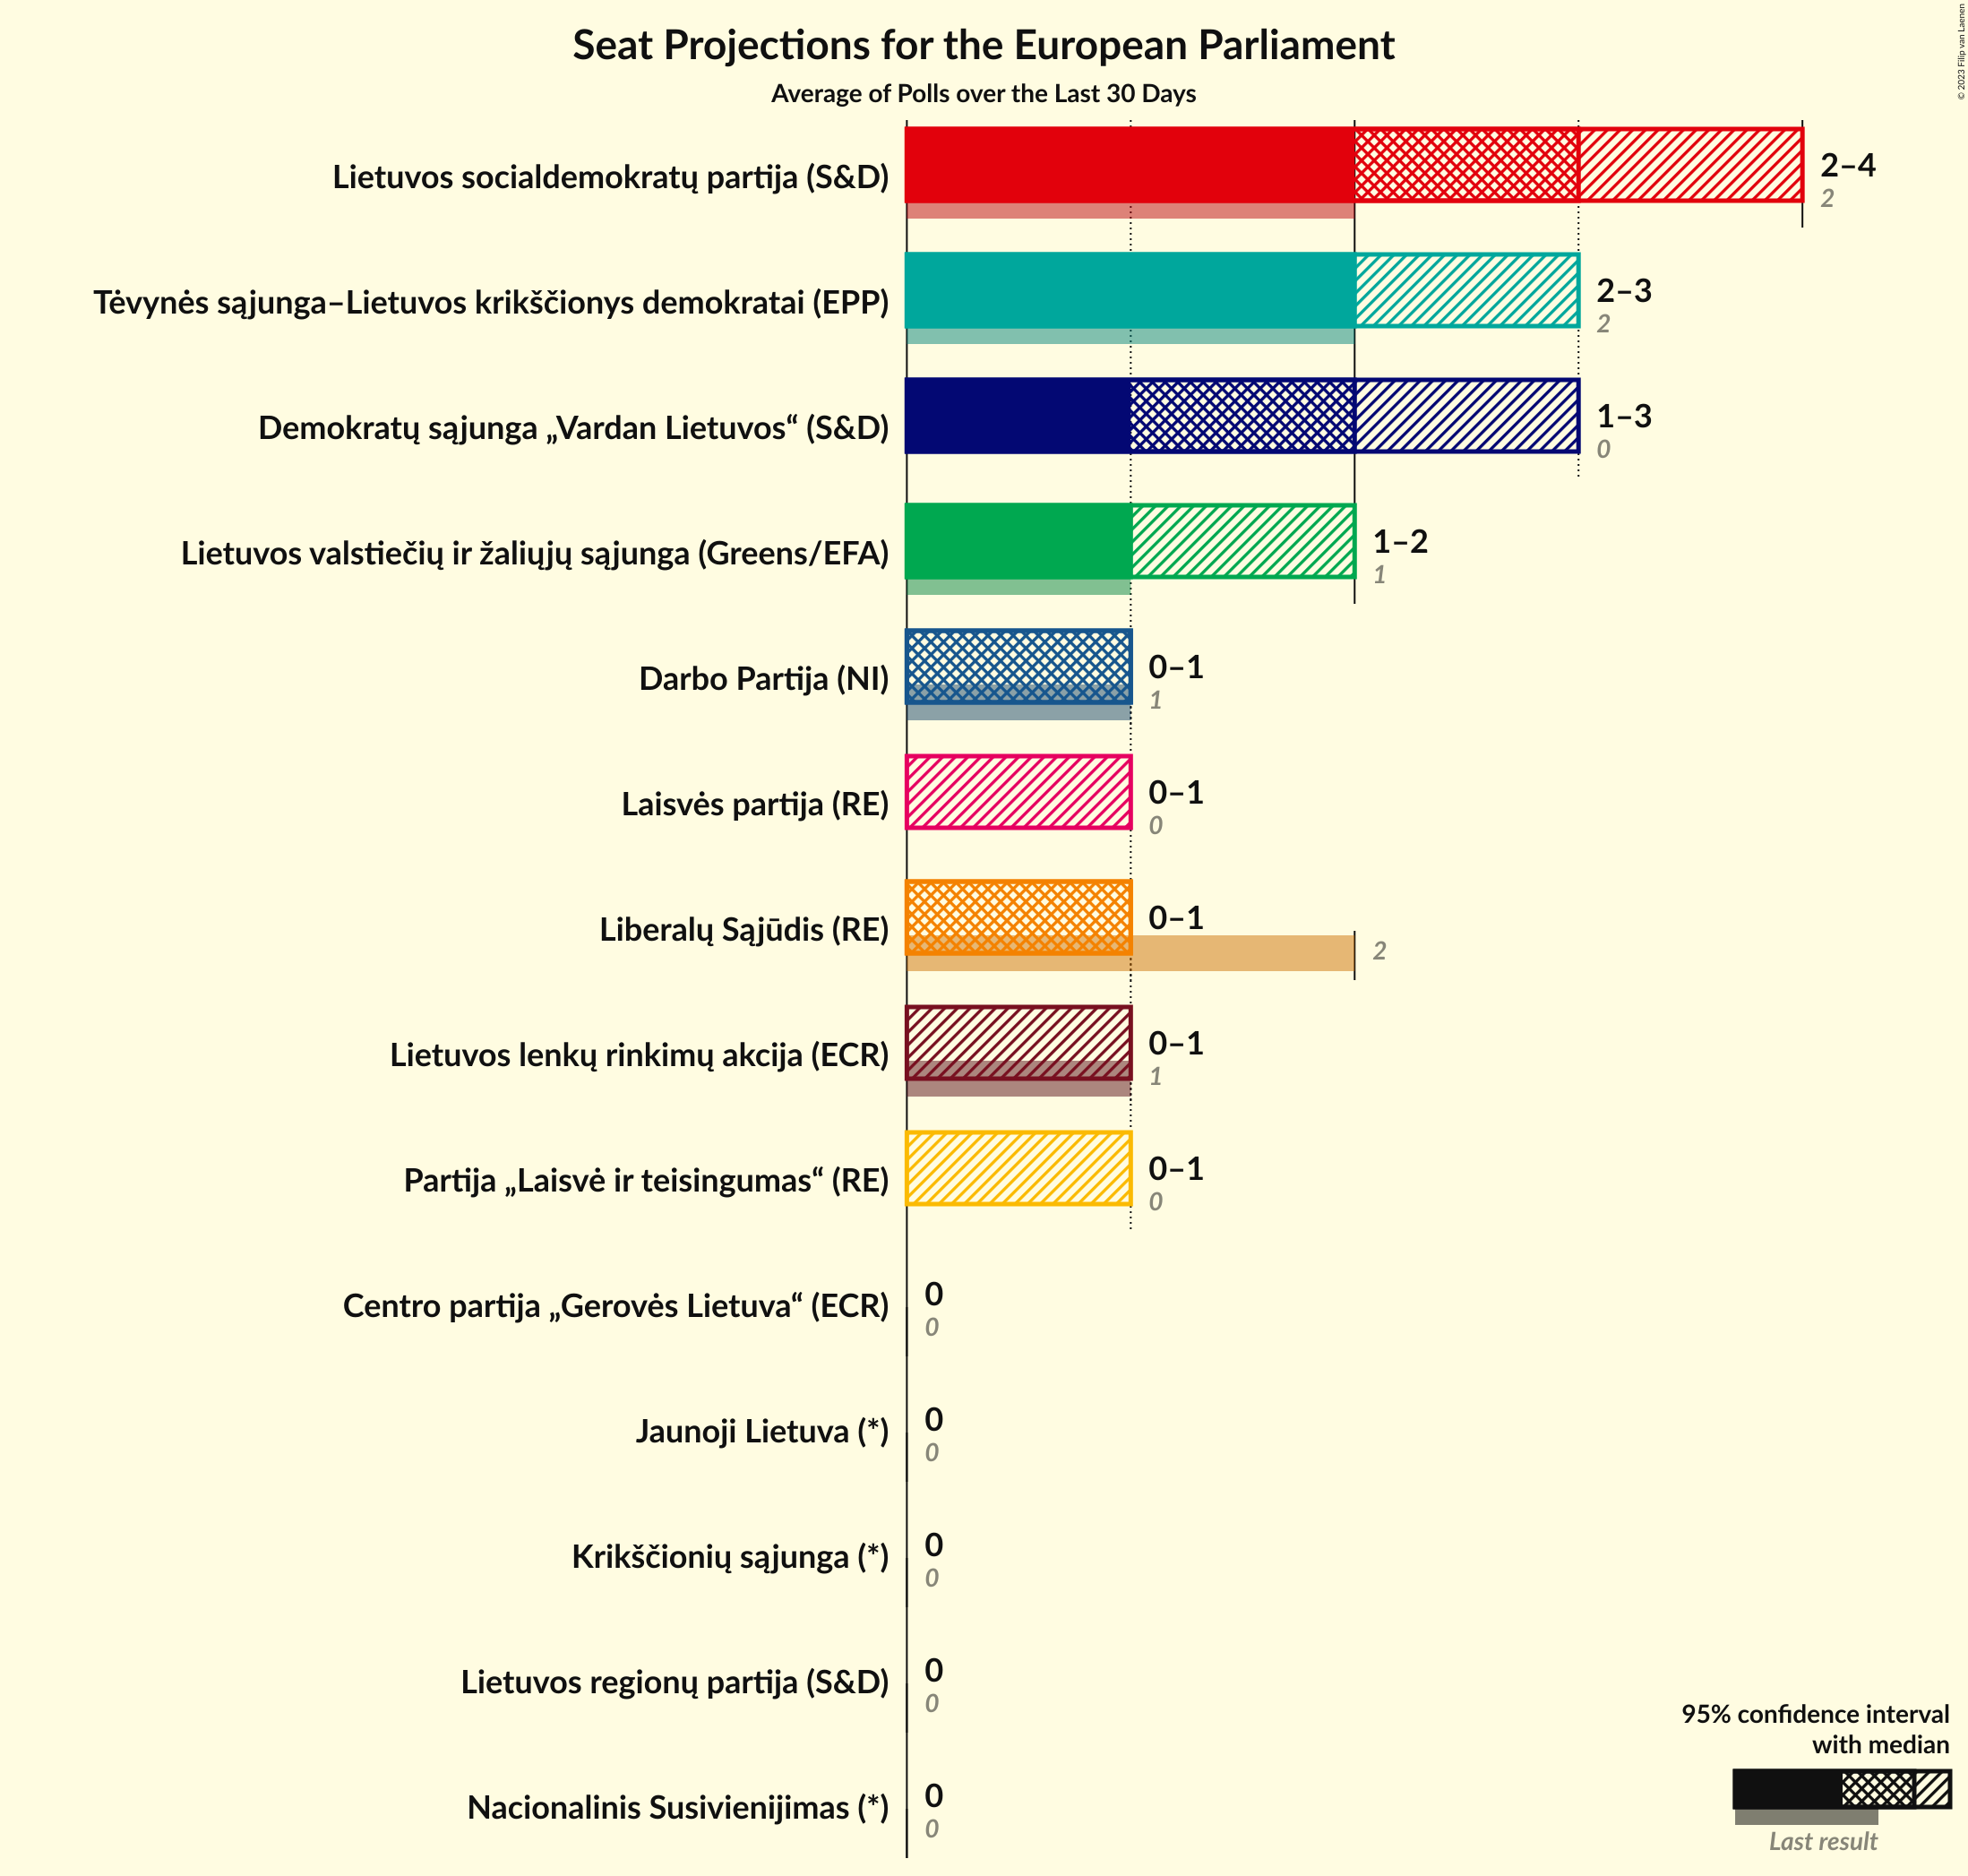 Seat Projections for the European Parliament
Average of Polls over the Last 30 Days
© 2023 Filip van Laenen
Lietuvos socialdemokratų partija (S&D)
2–4
2
Tėvynės sąjunga–Lietuvos krikščionys demokratai (EPP)
2–3
2
Demokratų sąjunga „Vardan Lietuvos“ (S&D)
1–3
0
Lietuvos valstiečių ir žaliųjų sąjunga (Greens/EFA)
1–2
1
Darbo Partija (NI)
0–1
1
Laisvės partija (RE)
0–1
0
Liberalų Sąjūdis (RE)
0–1
2
Lietuvos lenkų rinkimų akcija (ECR)
0–1
1
Partija „Laisvė ir teisingumas“ (RE)
0–1
0
Centro partija „Gerovės Lietuva“ (ECR)
0
0
Jaunoji Lietuva (*)
0
0
Krikščionių sąjunga (*)
0
0
Lietuvos regionų partija (S&D)
0
0
Nacionalinis Susivienijimas (*)
0
0
95% confidence interval
with median
Last result